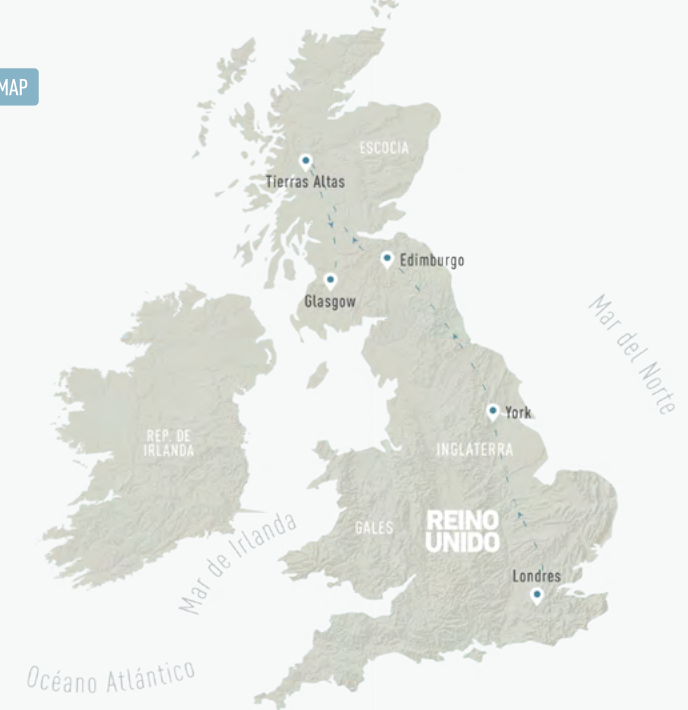 MAP
ESCOCIA
Tierras Altas
Edimburgo
Glasgow
Mar del Norte
York
REP. DE
IRLANDA
INGLATERRA
GALES
REINO
UNIDO
Mar de Irlanda
Londres
Océano Atlántico